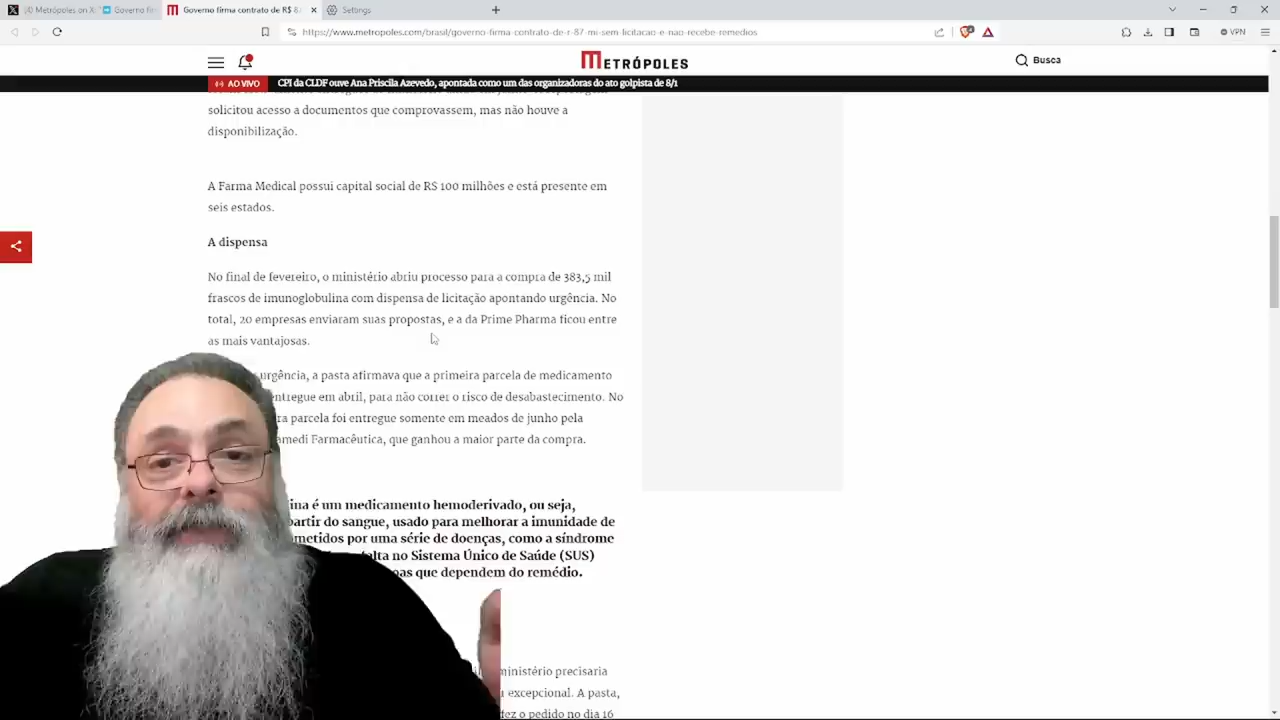 Metrópoles on X: "➡️ Governo fir
Governo firma contrato de R$ 8
Settings
https://www.metropoles.com/brasil/governo-firma-contrato-de-r-87-mi-sem-licitacao-e-nao-recebe-remedios
VPN
METRÓPOLES
Busca
AO VIVO
CPI da CLDF ouve Ana Priscila Azevedo, apontada como um das organizadoras do ato golpista de 8/1
solicitou acesso a documentos que comprovassem, mas não houve a
disponibilização.
A Farma Medical possui capital social de R$ 100 milhões e está presente em
seis estados.
A dispensa
No final de fevereiro, o ministério abriu processo para a compra de 383,5 mil
frascos de imunoglobulina com dispensa de licitação apontando urgência. No
total, 20 empresas enviaram suas propostas, e a da Prime Pharma ficou entre
as mais vantajosas.
urgência, a pasta afirmava que a primeira parcela de medicamento
entregue em abril, para não correr o risco de desabastecimento. No
ra parcela foi entregue somente em meados de junho pela
amedi Farmacêutica, que ganhou a maior parte da compra.
ina é um medicamento hemoderivado, ou seja,
partir do sangue, usado para melhorar a imunidade de
metidos por uma série de doenças, como a síndrome
falta no Sistema Único de Saúde (SUS)
oas que dependem do remédio.
ministério precisaria
excepcional. A pasta,
fez o pedido no dia 16